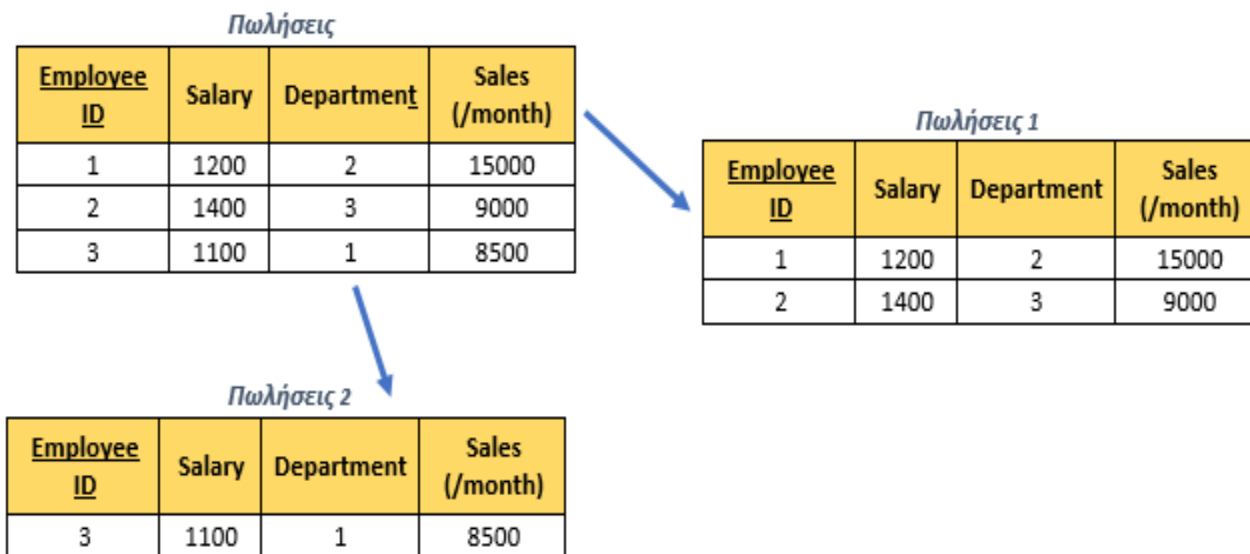 Πωλήσεις
Employee ID Salary Department Sales (/month)
1 1200 2 15000
2 1400 3 9000
3 1100 1 8500
Πωλήσεις 1
Employee ID Salary Department Sales (/month)
1 1200 2 15000
2 1400 3 9000
Πωλήσεις 2
Employee ID Salary Department Sales (/month)
3 1100 1 8500